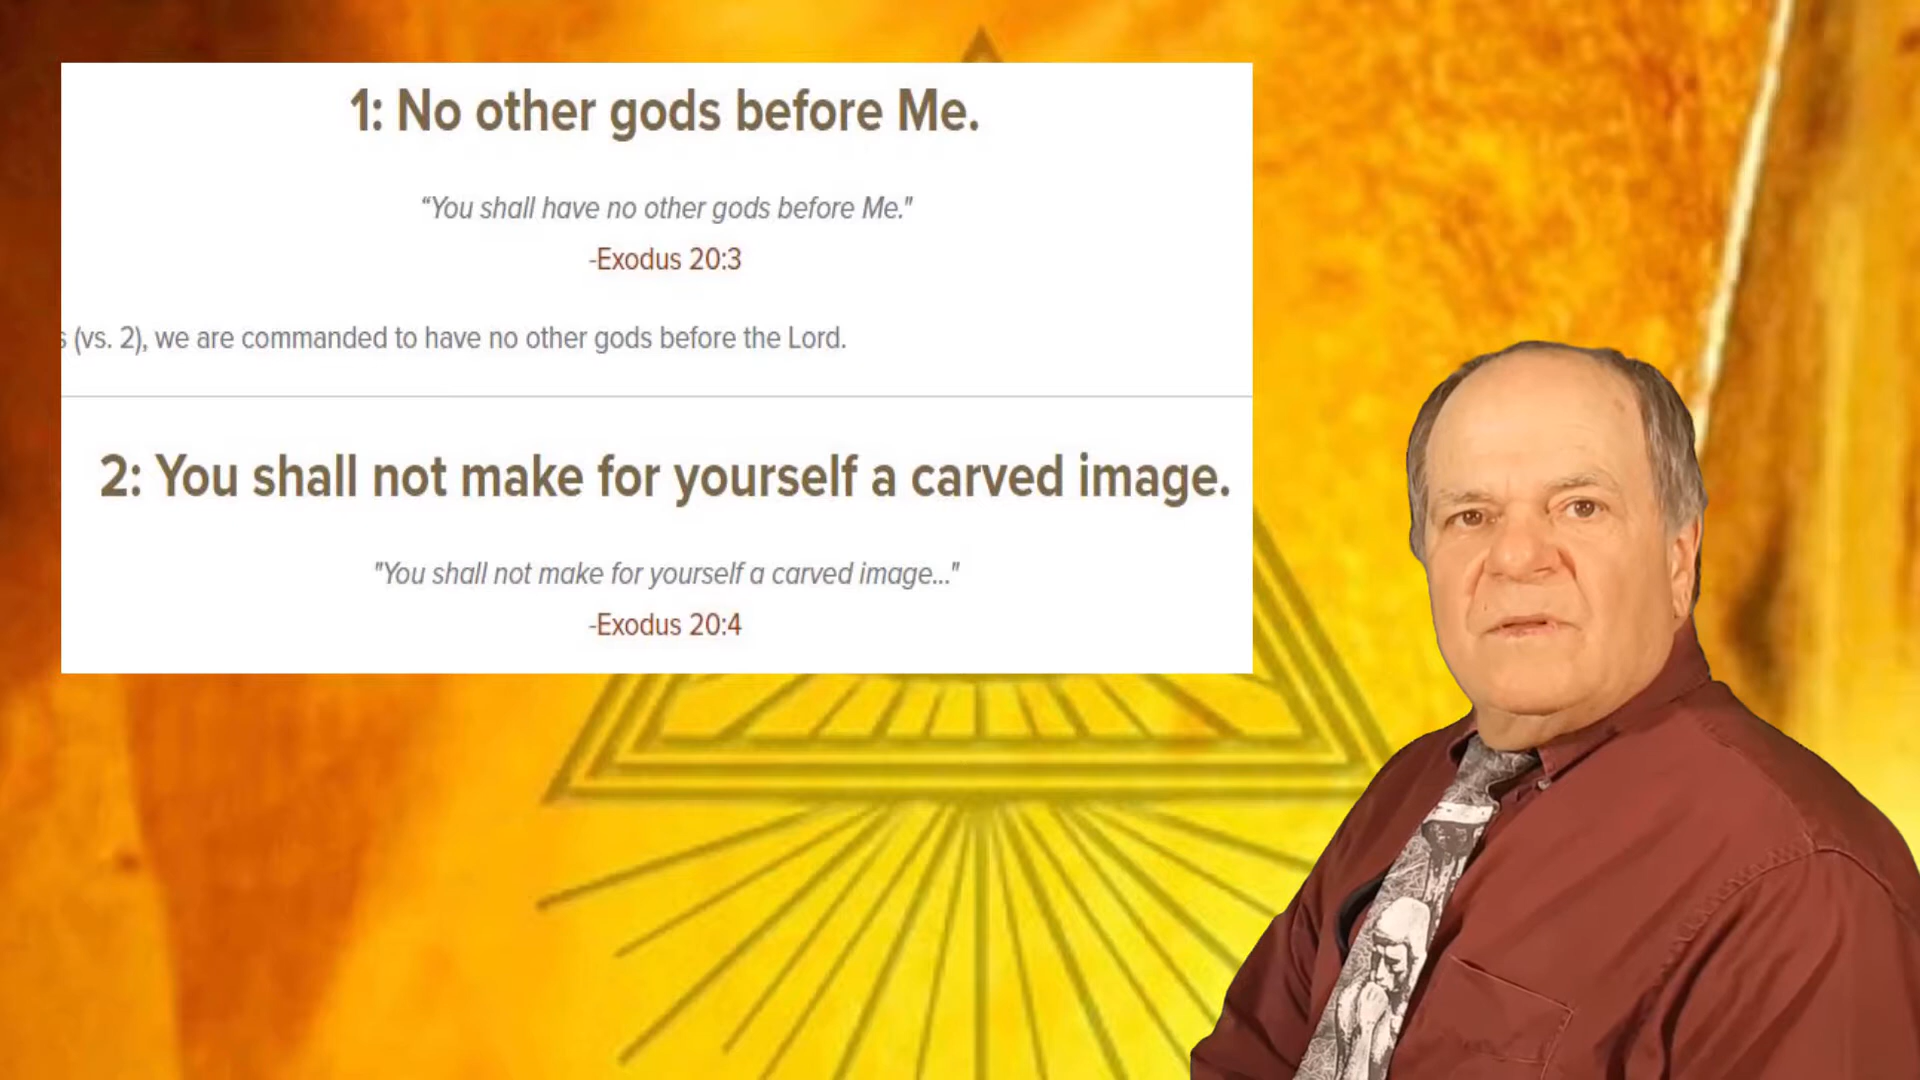 1: No other gods before Me.
“You shall have no other gods before Me."
-Exodus 20:3
(vs. 2), we are commanded to have no other gods before the Lord.
2: You shall not make for yourself a carved image.
"You shall not make for yourself a carved image..."
-Exodus 20:4